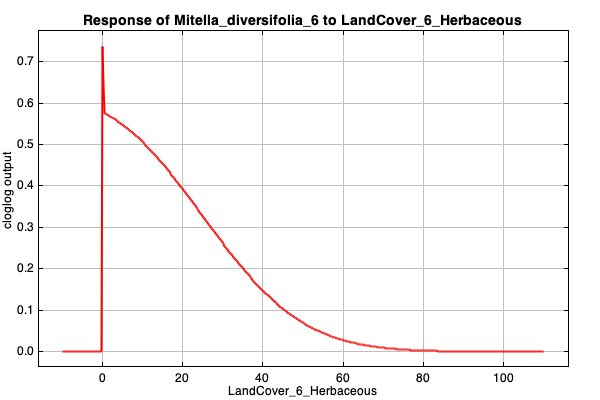 Response of Mitella_diversifolia_6 to LandCover_6_Herbaceous
0.7
0.6
0.5
0.4
0.3
0.2
0.1
0.0
cloglog output
0 20 40 60 80 100
LandCover_6_Herbaceous